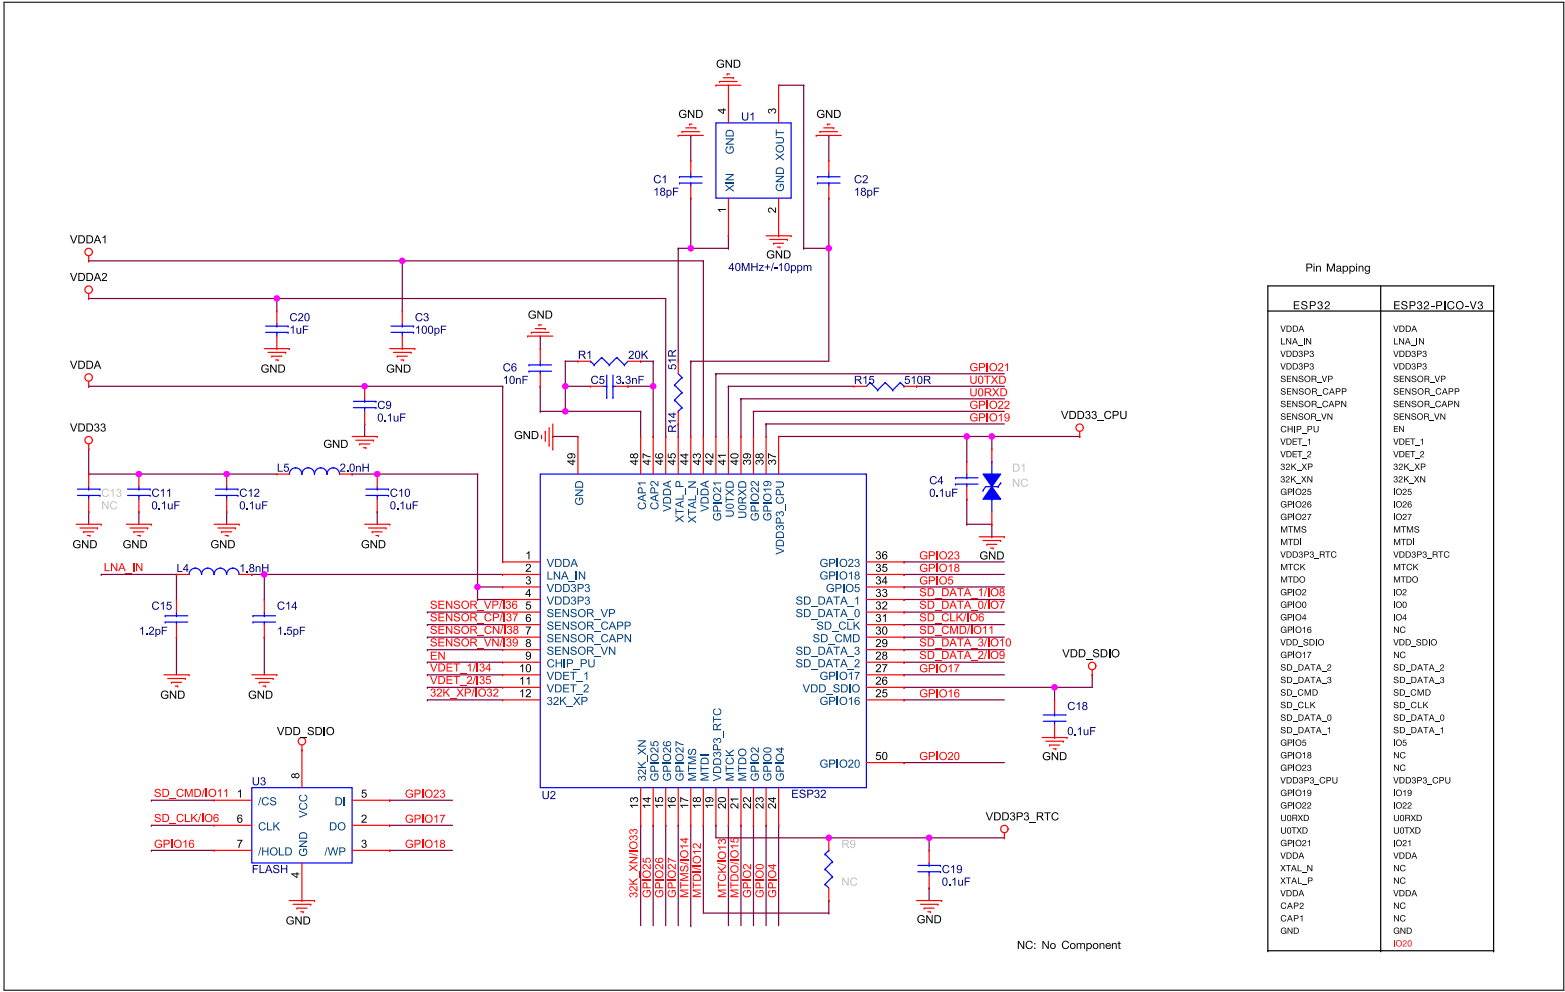 GND
GND
GND
4
3
U1
GND
XOUT
XIN
GND
C1
18pF
C2
18pF
1
2
GND
40MHz+/-10ppm
VDDA1
VDDA2
C20
1uF
GND
C3
100pF
GND
GND
C6
10nF
R1
20K
C5
3.3nF
51R
R14
R15
510R
GPIO21
U0TXD
U0RXD
GPIO22
GPIO19
VDDA
C9
0.1uF
GND
GND
VDD33_CPU
C4
0.1uF
D1
NC
GND
VDD33
L5
2.0nH
C13
NC
C11
0.1uF
C12
0.1uF
C10
0.1uF
GND
GND
GND
GND
LNA_IN
L4
1.8nH
C15
1.2pF
C14
1.5pF
GND
GND
49
48
47
46
45
44
43
42
41
40
39
38
37
GND
CAP1
CAP2
VDDA
XTAL_P
XTAL_N
VDDA
GPIO21
U0TXD
U0RXD
GPIO22
GPIO19
VDD3P3_CPU
1 VDDA
2 LNA_IN
3 VDD3P3
4 VDD3P3
SENSOR_VP/I36 5 SENSOR_VP
SENSOR_CP/I37 6 SENSOR_CAPP
SENSOR_CN/I38 7 SENSOR_CAPN
SENSOR_VN/I39 8 SENSOR_VN
EN 9 CHIP_PU
VDET_1/I34 10 VDET_1
VDET_2/I35 11 VDET_2
32K_XP/IO32 12 32K_XP
GPIO23 36 GPIO23
GPIO18 35 GPIO18
GPIO5 34 GPIO5
SD_DATA_1 33 SD_DATA_1/IO8
SD_DATA_0 32 SD_DATA_0/IO7
SD_CLK 31 SD_CLK/IO6
SD_CMD 30 SD_CMD/IO11
SD_DATA_3 29 SD_DATA_3/IO10
SD_DATA_2 28 SD_DATA_2/IO9
GPIO17 27 GPIO17
VDD_SDIO 26
GPIO16 25 GPIO16
GPIO20 50 GPIO20
VDD_SDIO
C18
0.1uF
GND
32K_XN
GPIO25
GPIO26
GPIO27
MTMS
MTDI
VDD3P3_RTC
MTCK
MTDO
GPIO2
GPIO0
GPIO4
U2
ESP32
13
14
15
16
17
18
19
20
21
22
23
24
32K_XN/IO33
GPIO25
GPIO26
GPIO27
MTMS/IO14
MTDI/IO12
MTCK/IO13
MTDO/IO15
GPIO2
GPIO0
GPIO4
VDD3P3_RTC
R9
NC
C19
0.1uF
GND
VDD_SDIO
8
U3
SD_CMD/IO11 1 /CS
SD_CLK/IO6 6 CLK
GPIO16 7 /HOLD
VCC
GND
DI 5 GPIO23
DO 2 GPIO17
/WP 3 GPIO18
FLASH
4
GND
NC: No Component
Pin Mapping
ESP32 ESP32-PICO-V3
VDDA VDDA
LNA_IN LNA_IN
VDD3P3 VDD3P3
VDD3P3 VDD3P3
SENSOR_VP SENSOR_VP
SENSOR_CAPP SENSOR_CAPP
SENSOR_CAPN SENSOR_CAPN
SENSOR_VN SENSOR_VN
CHIP_PU EN
VDET_1 VDET_1
VDET_2 VDET_2
32K_XP 32K_XP
32K_XN 32K_XN
GPIO25 IO25
GPIO26 IO26
GPIO27 IO27
MTMS MTMS
MTDI MTDI
VDD3P3_RTC VDD3P3_RTC
MTCK MTCK
MTDO MTDO
GPIO2 IO2
GPIO0 IO0
GPIO4 IO4
GPIO16 NC
VDD_SDIO VDD_SDIO
GPIO17 NC
SD_DATA_2 SD_DATA_2
SD_DATA_3 SD_DATA_3
SD_CMD SD_CMD
SD_CLK SD_CLK
SD_DATA_0 SD_DATA_0
SD_DATA_1 SD_DATA_1
GPIO5 IO5
GPIO18 NC
GPIO23 NC
VDD3P3_CPU VDD3P3_CPU
GPIO19 IO19
GPIO22 IO22
U0RXD U0RXD
U0TXD U0TXD
GPIO21 IO21
VDDA VDDA
XTAL_N NC
XTAL_P NC
VDDA VDDA
CAP2 NC
CAP1 NC
GND GND
IO20